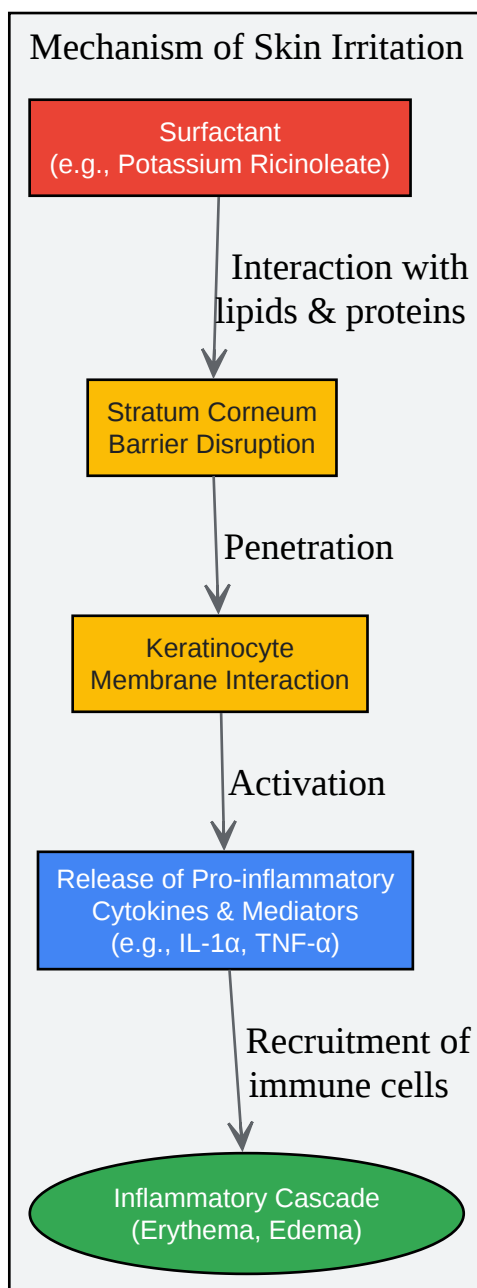 Mechanism of Skin Irritation
Surfactant
(e.g., Potassium Ricinoleate)
Interaction with
lipids & proteins
Stratum Corneum
Barrier Disruption
Penetration
Keratinocyte
Membrane Interaction
Activation
Release of Pro-inflammatory
Cytokines & Mediators
(e.g., IL-1α, TNF-α)
Recruitment of
immune cells
Inflammatory Cascade
(Erythema, Edema)